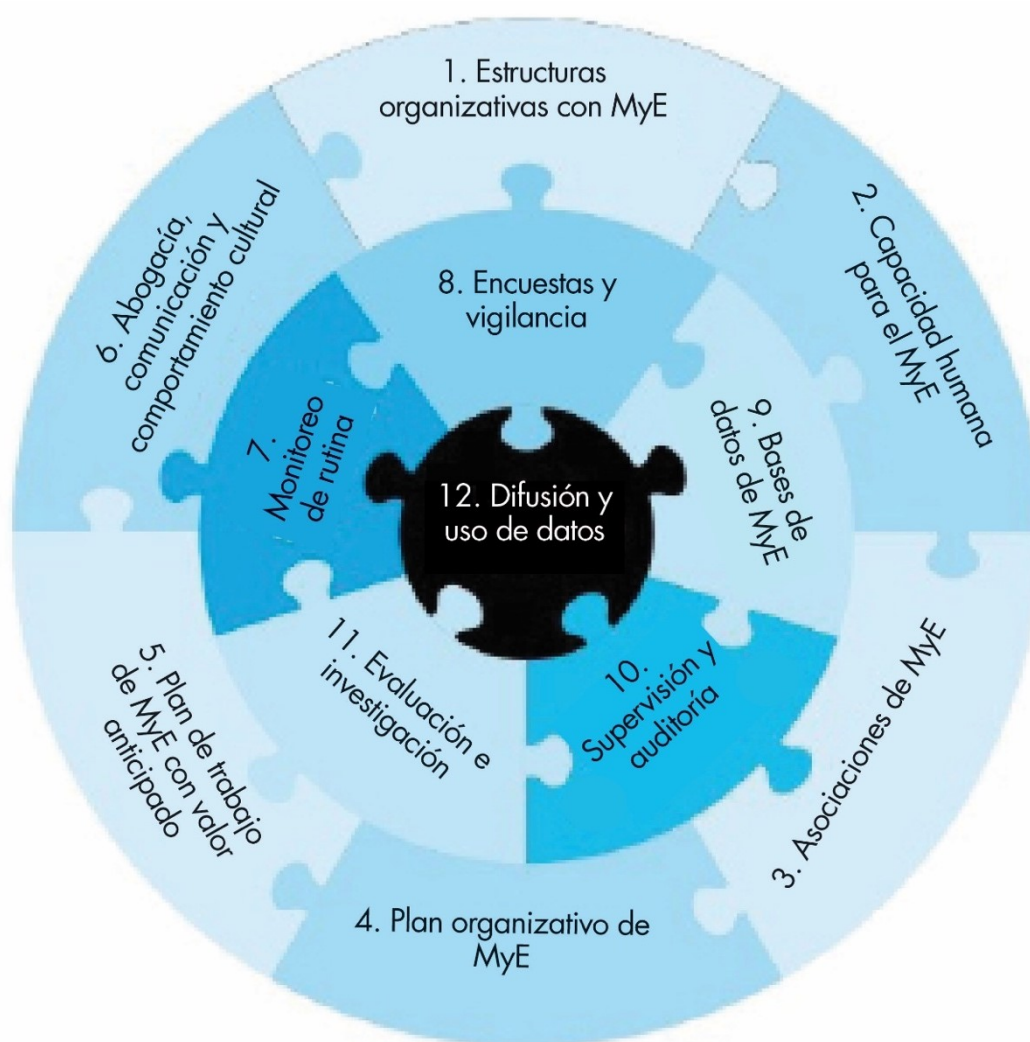 1. Estructuras
organizativas con MyE
2. Capacidad humana
para el MyE
3. Asociaciones de MyE
4. Plan organizativo de
MyE
5. Plan de trabajo
de MyE con valor
anticipado
6. Abogacía,
comunicación y
comportamiento cultural
7.
Monitoreo
de rutina
8. Encuestas y
vigilancia
9. Bases de
datos de MyE
10.
Supervisión y
auditoría
11. Evaluación e
investigación
12. Difusión y
uso de datos